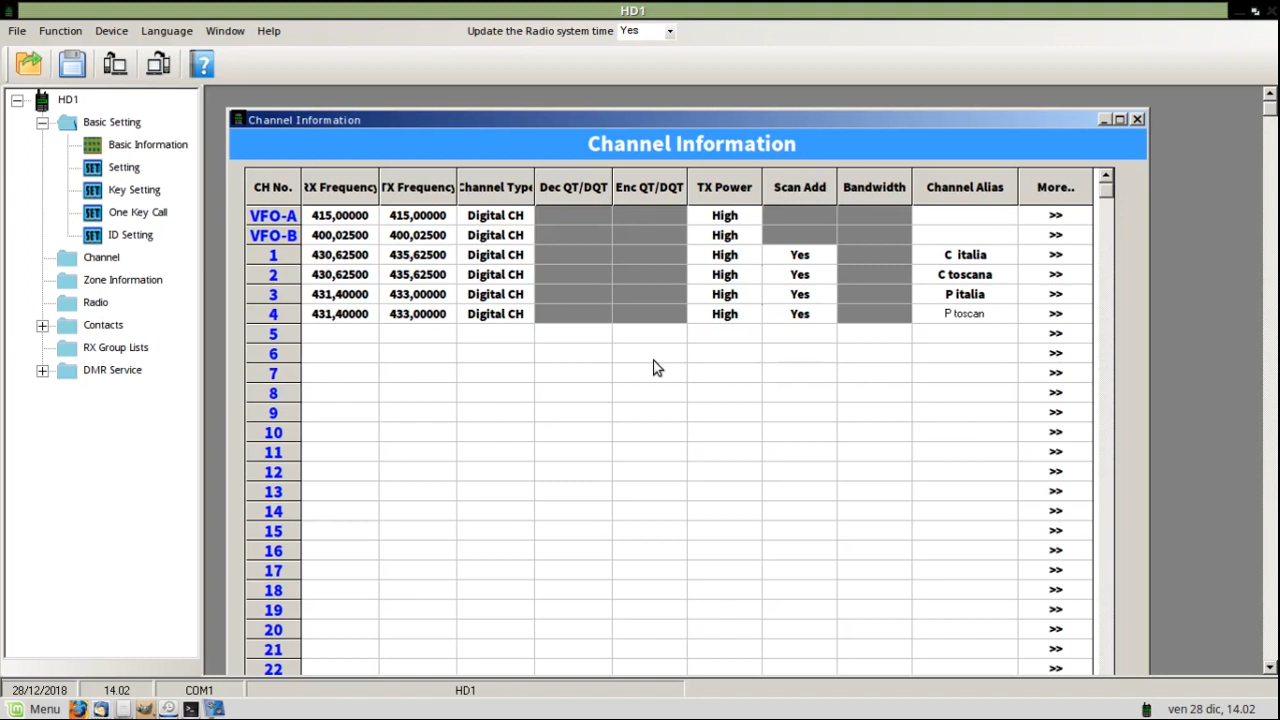 HD1
File Function Device Language Window Help Update the Radio system time Yes
HD1
Basic Setting
Basic Information
SET Setting
SET Key Setting
SET One Key Call
SET ID Setting
Channel
Zone Information
Radio
Contacts
RX Group Lists
DMR Service
Channel Information
Channel Information
CH No. RX Frequency TX Frequency Channel Type Dec QT/DQT Enc QT/DQT TX Power Scan Add Bandwidth Channel Alias More..
VFO-A 415,00000 415,00000 Digital CH High >>
VFO-B 400,02500 400,02500 Digital CH High >>
1 430,62500 435,62500 Digital CH High Yes C italia >>
2 430,62500 435,62500 Digital CH High Yes C toscana >>
3 431,40000 433,00000 Digital CH High Yes P italia >>
4 431,40000 433,00000 Digital CH High Yes P toscan >>
5 >>
6 >>
7 >>
8 >>
9 >>
10 >>
11 >>
12 >>
13 >>
14 >>
15 >>
16 >>
17 >>
18 >>
19 >>
20 >>
21 >>
22 >>
28/12/2018 14.02 COM1 HD1
Menu ven 28 dic, 14.02